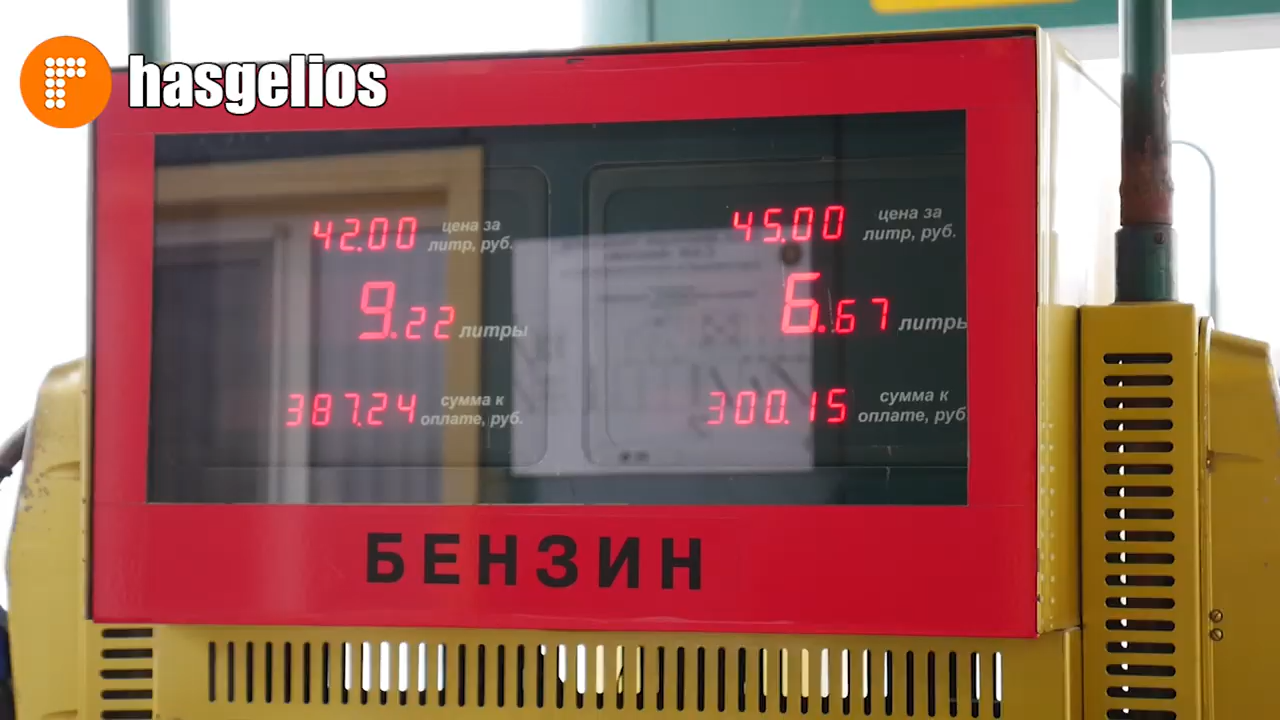 hasgelios
42.00 цена за
литр, руб.
45.00 цена за
литр, руб.
9.22 литры
6.67 литры
387.24 сумма к
оплате, руб.
300.15 сумма к
оплате, руб.
БЕНЗИН